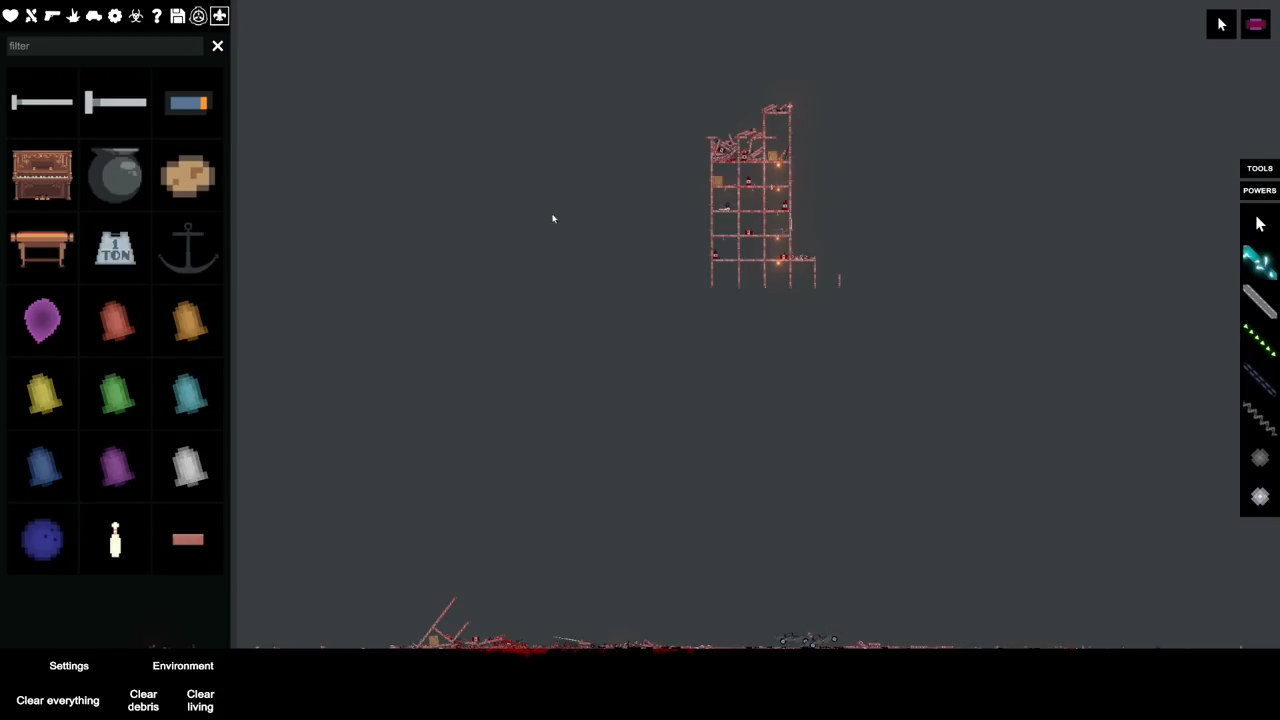 filter
TOOLS
POWERS
1
TON
Settings
Environment
Clear everything
Clear
debris
Clear
living